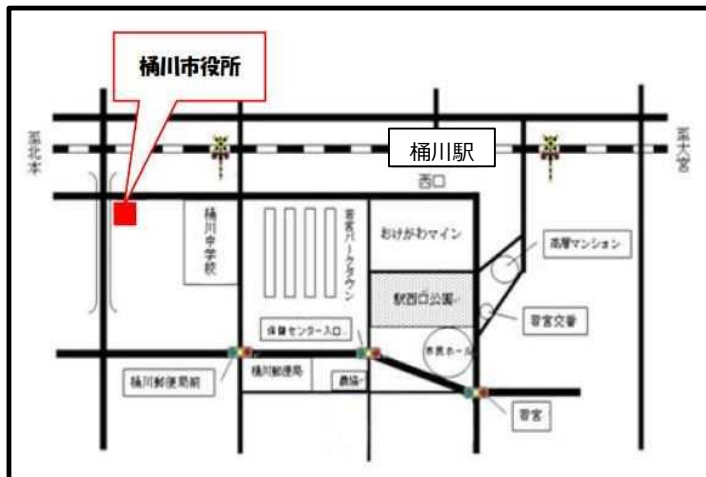 桶川市役所
至北本
桶川駅
至大宮
西口
桶川中学校
若宮パークタウン
おけがわマイン
高層マンション
駅西口公園
若宮交番
保健センター入口
市民ホール
桶川郵便局前
桶川郵便局
農協
若宮